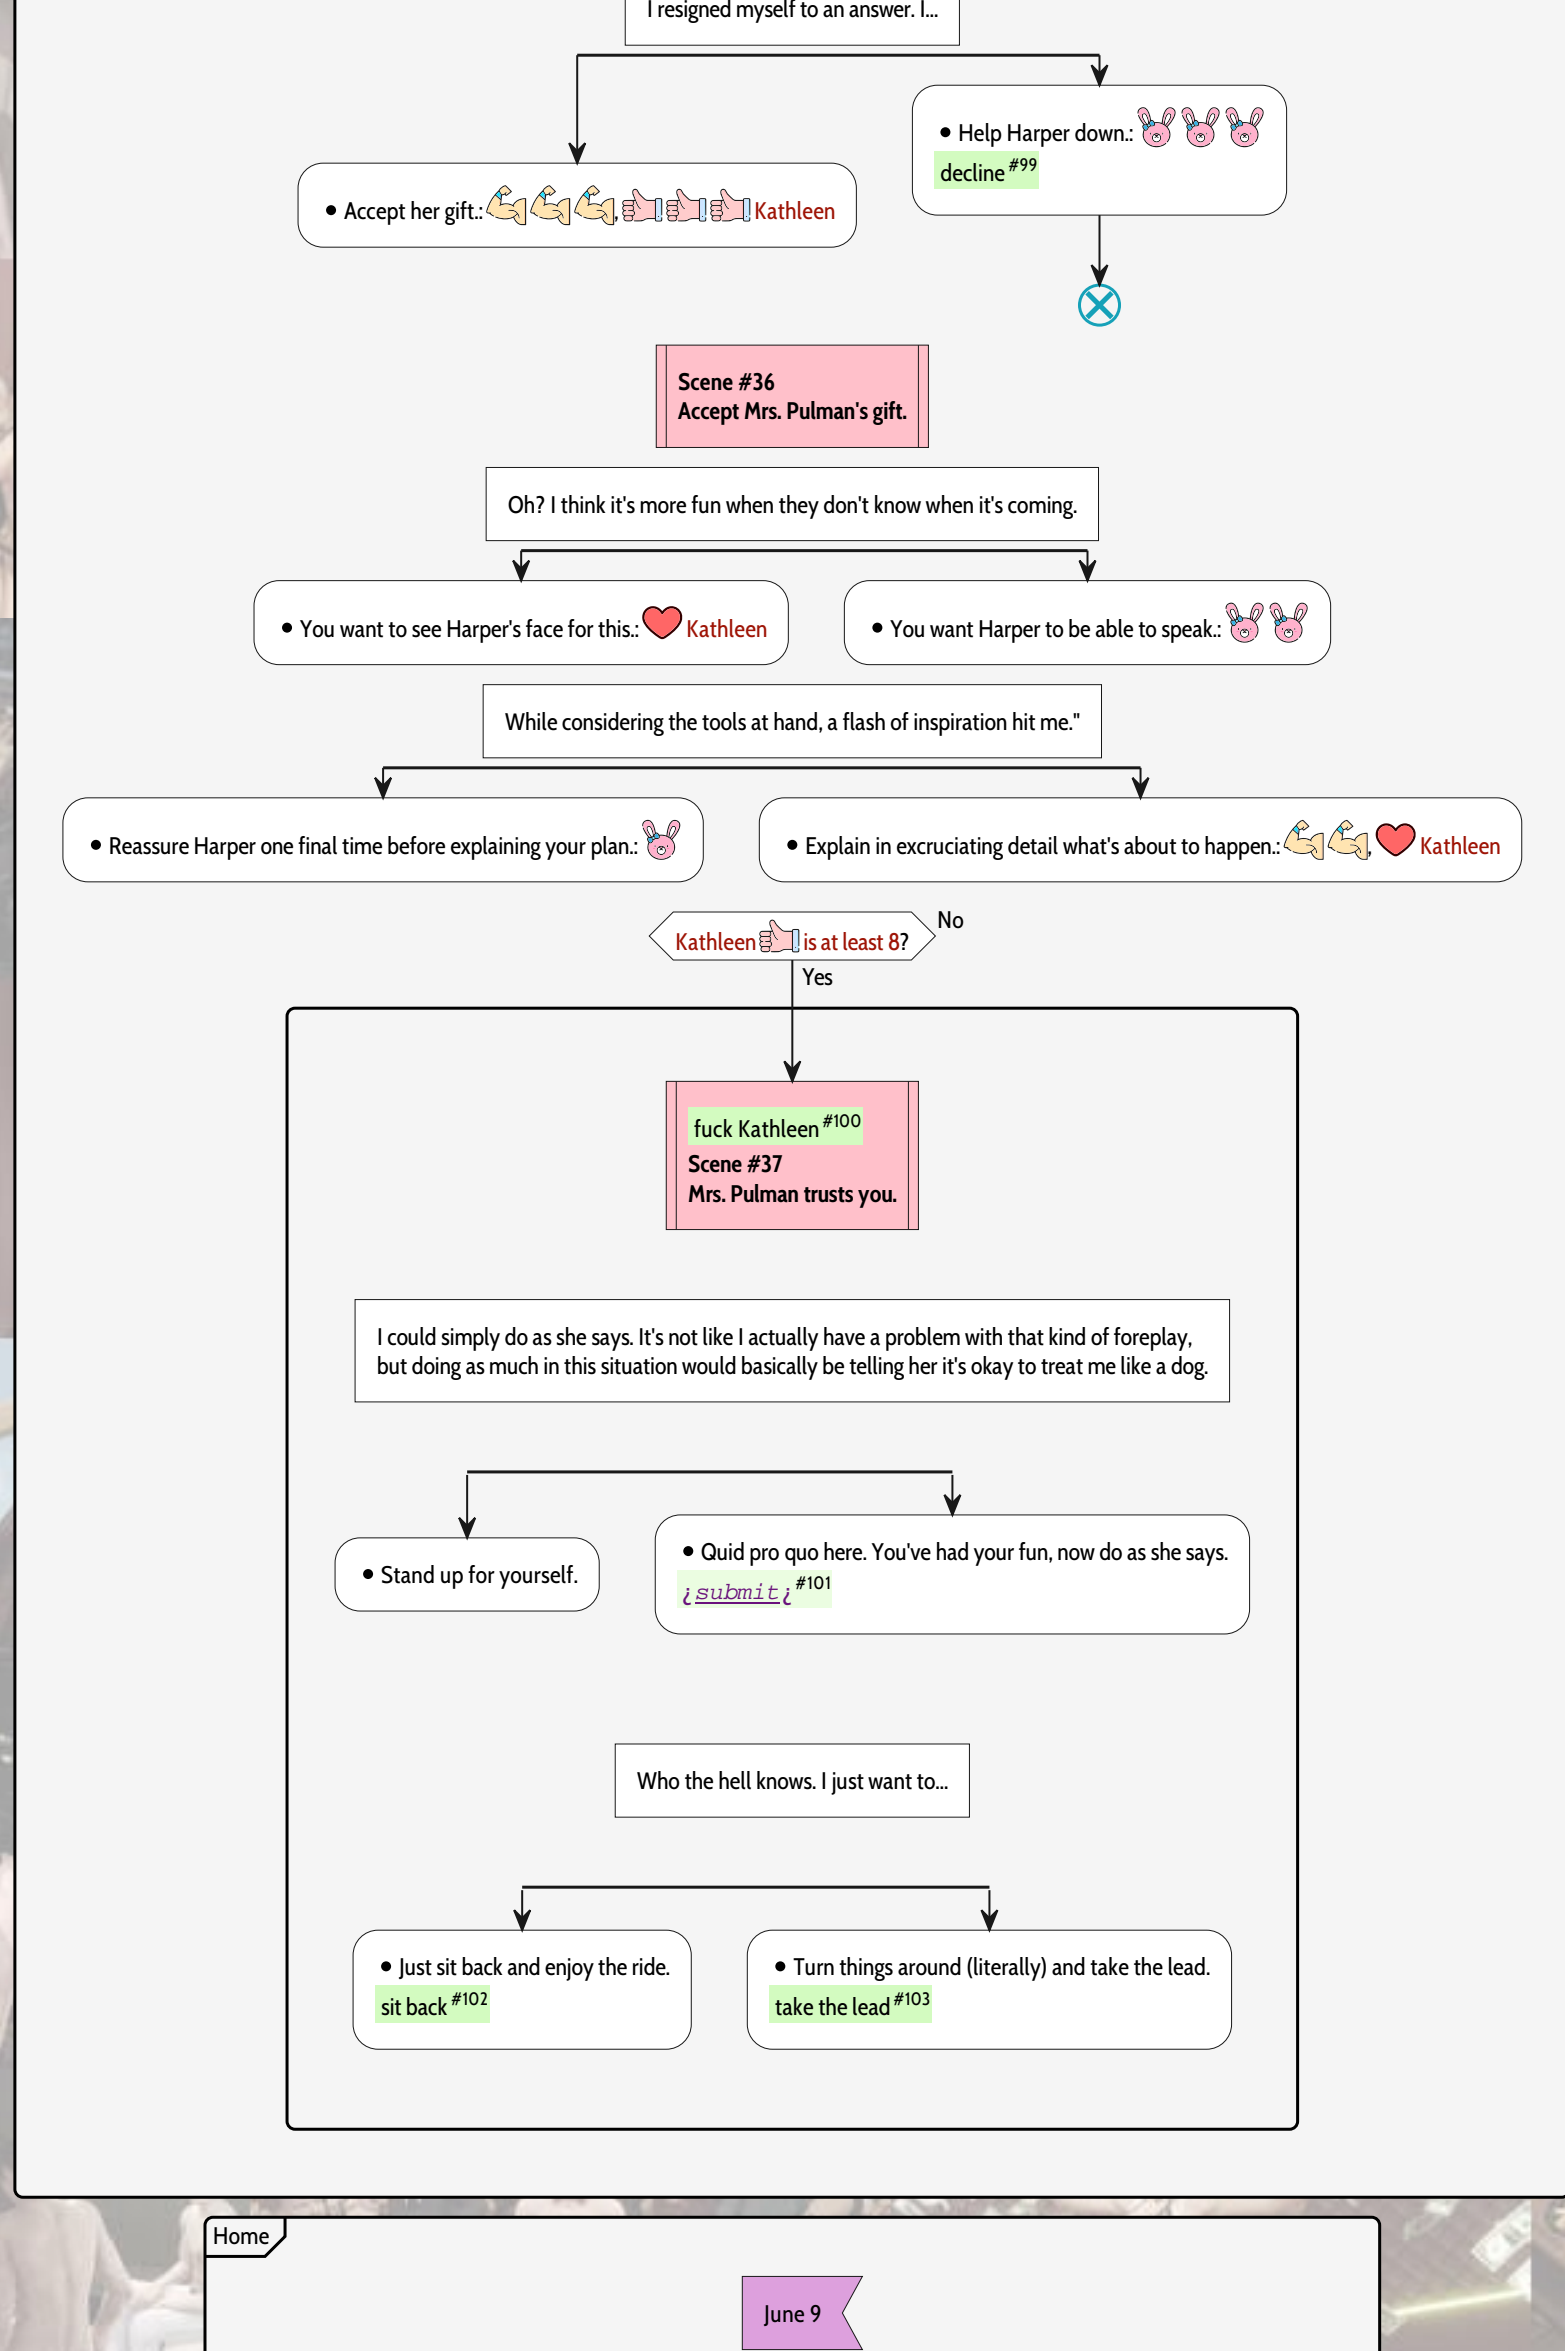 I resigned myself to an answer. I...
• Help Harper down.:
decline #99
• Accept her gift.: , Kathleen
Scene #36
Accept Mrs. Pulman's gift.
Oh? I think it's more fun when they don't know when it's coming.
• You want to see Harper's face for this.: Kathleen
• You want Harper to be able to speak.:
While considering the tools at hand, a flash of inspiration hit me."
• Reassure Harper one final time before explaining your plan.:
• Explain in excruciating detail what's about to happen.: , Kathleen
Kathleen is at least 8?
No
Yes
fuck Kathleen #100
Scene #37
Mrs. Pulman trusts you.
I could simply do as she says. It's not like I actually have a problem with that kind of foreplay,
but doing as much in this situation would basically be telling her it's okay to treat me like a dog.
• Stand up for yourself.
• Quid pro quo here. You've had your fun, now do as she says.
¿submit¿ #101
Who the hell knows. I just want to...
• Just sit back and enjoy the ride.
sit back #102
• Turn things around (literally) and take the lead.
take the lead #103
Home
June 9